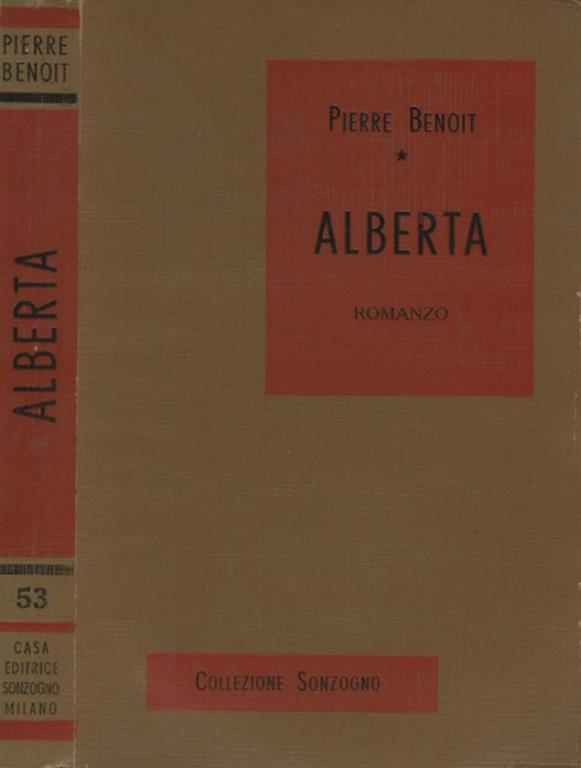 PIERRE
BENOIT
ALBERTA
53
CASA
EDITRICE
SONZOGNO
MILANO
PIERRE BENOIT
★
ALBERTA
ROMANZO
COLLEZIONE SONZOGNO